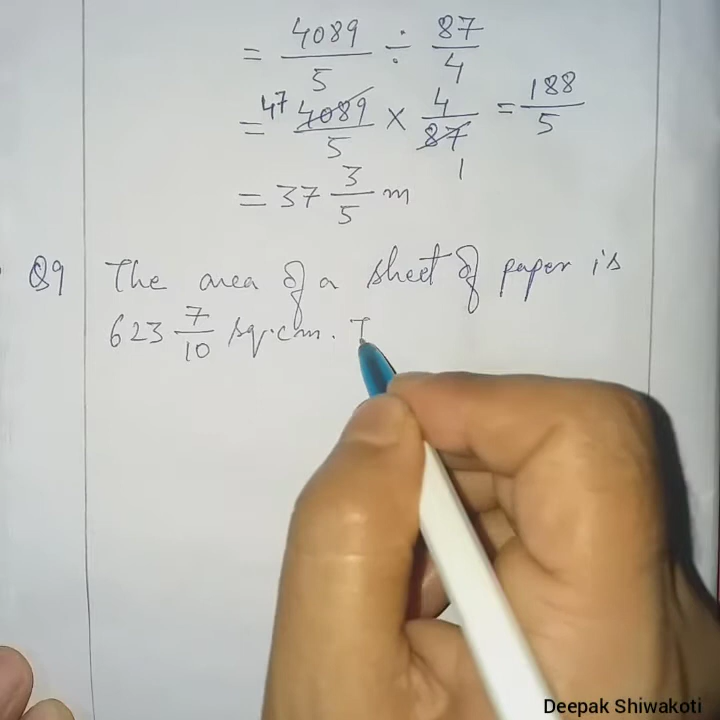 = 4089/5 ÷ 87/4
= 47 4089/5 × 4/87 1 = 188/5
= 37 3/5 m
Q9 The area of a sheet of paper is
623 7/10 sq.cm. T
Deepak Shiwakoti